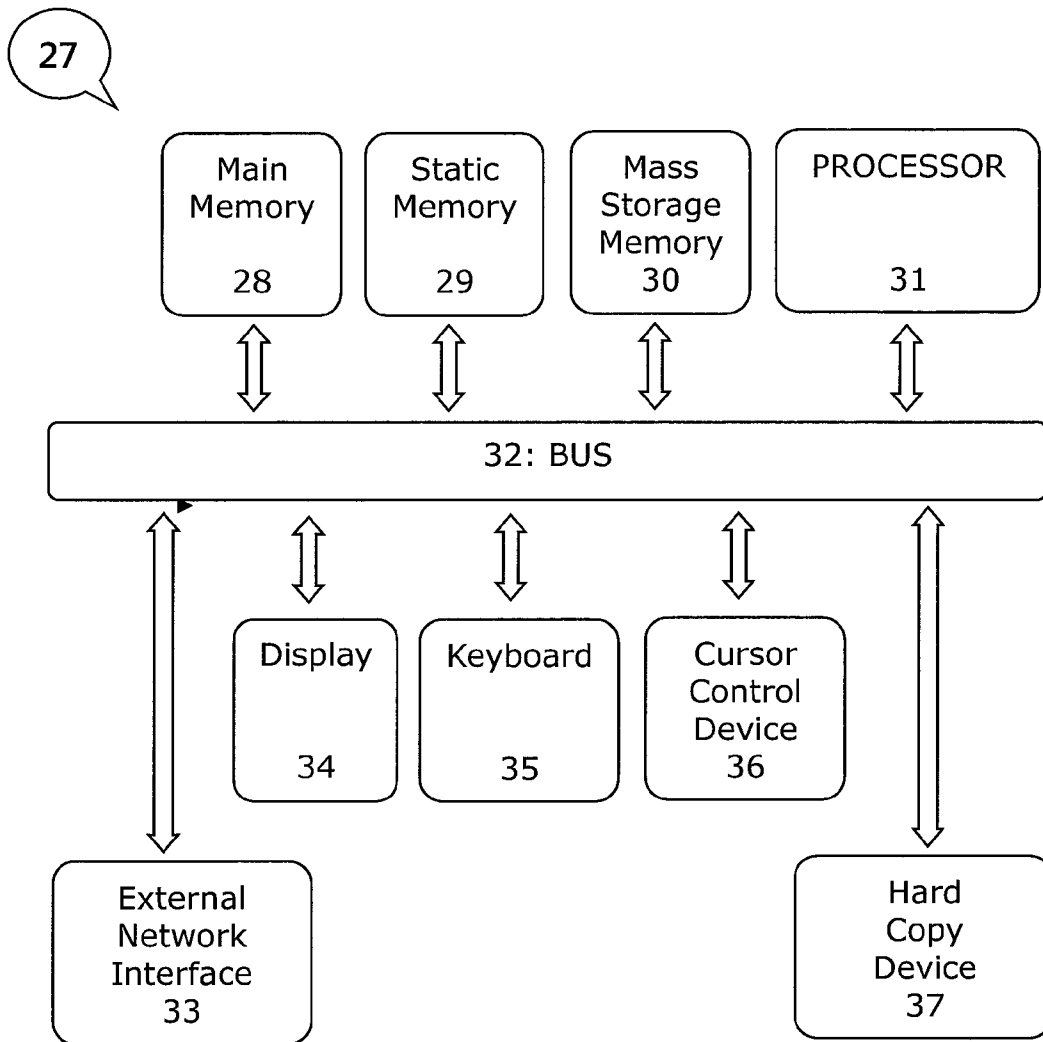 27
Main
Memory
28
Static
Memory
29
Mass
Storage
Memory
30
PROCESSOR
31
32: BUS
Display
34
Keyboard
35
Cursor
Control
Device
36
External
Network
Interface
33
Hard
Copy
Device
37